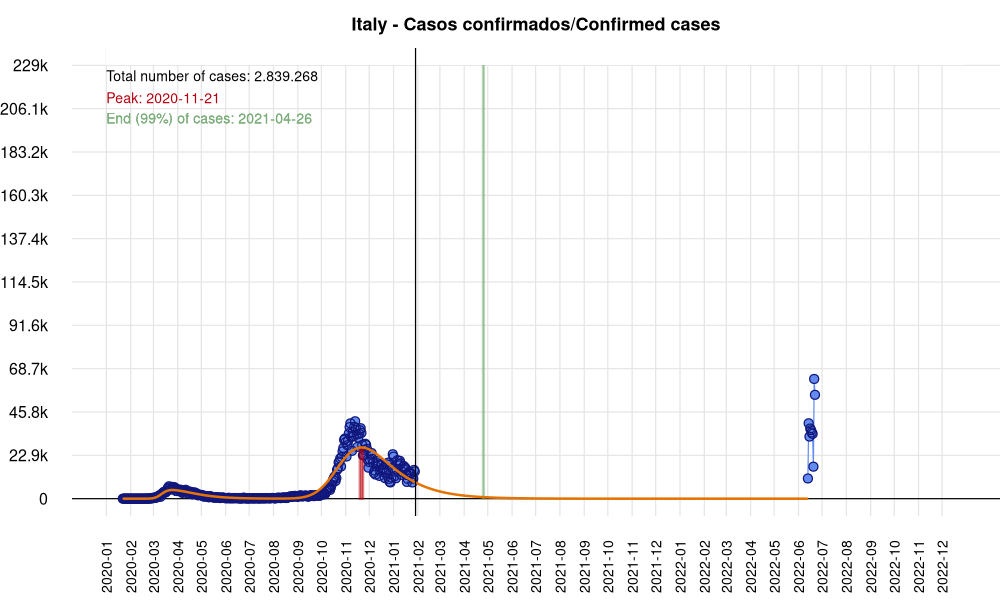 Italy - Casos confirmados/Confirmed cases
229k
Total number of cases: 2.839.268
Peak: 2020-11-21
206.1k
End (99%) of cases: 2021-04-26
183.2k
160.3k
137.4k
114.5k
91.6k
68.7k
45.8k
22.9k
0
2020-01
2020-02
2020-03
2020-04
2020-05
2020-06
2020-07
2020-08
2020-09
2020-10
2020-11
2020-12
2021-01
2021-02
2021-03
2021-04
2021-05
2021-06
2021-07
2021-08
2021-09
2021-10
2021-11
2021-12
2022-01
2022-02
2022-03
2022-04
2022-05
2022-06
2022-07
2022-08
2022-09
2022-10
2022-11
2022-12